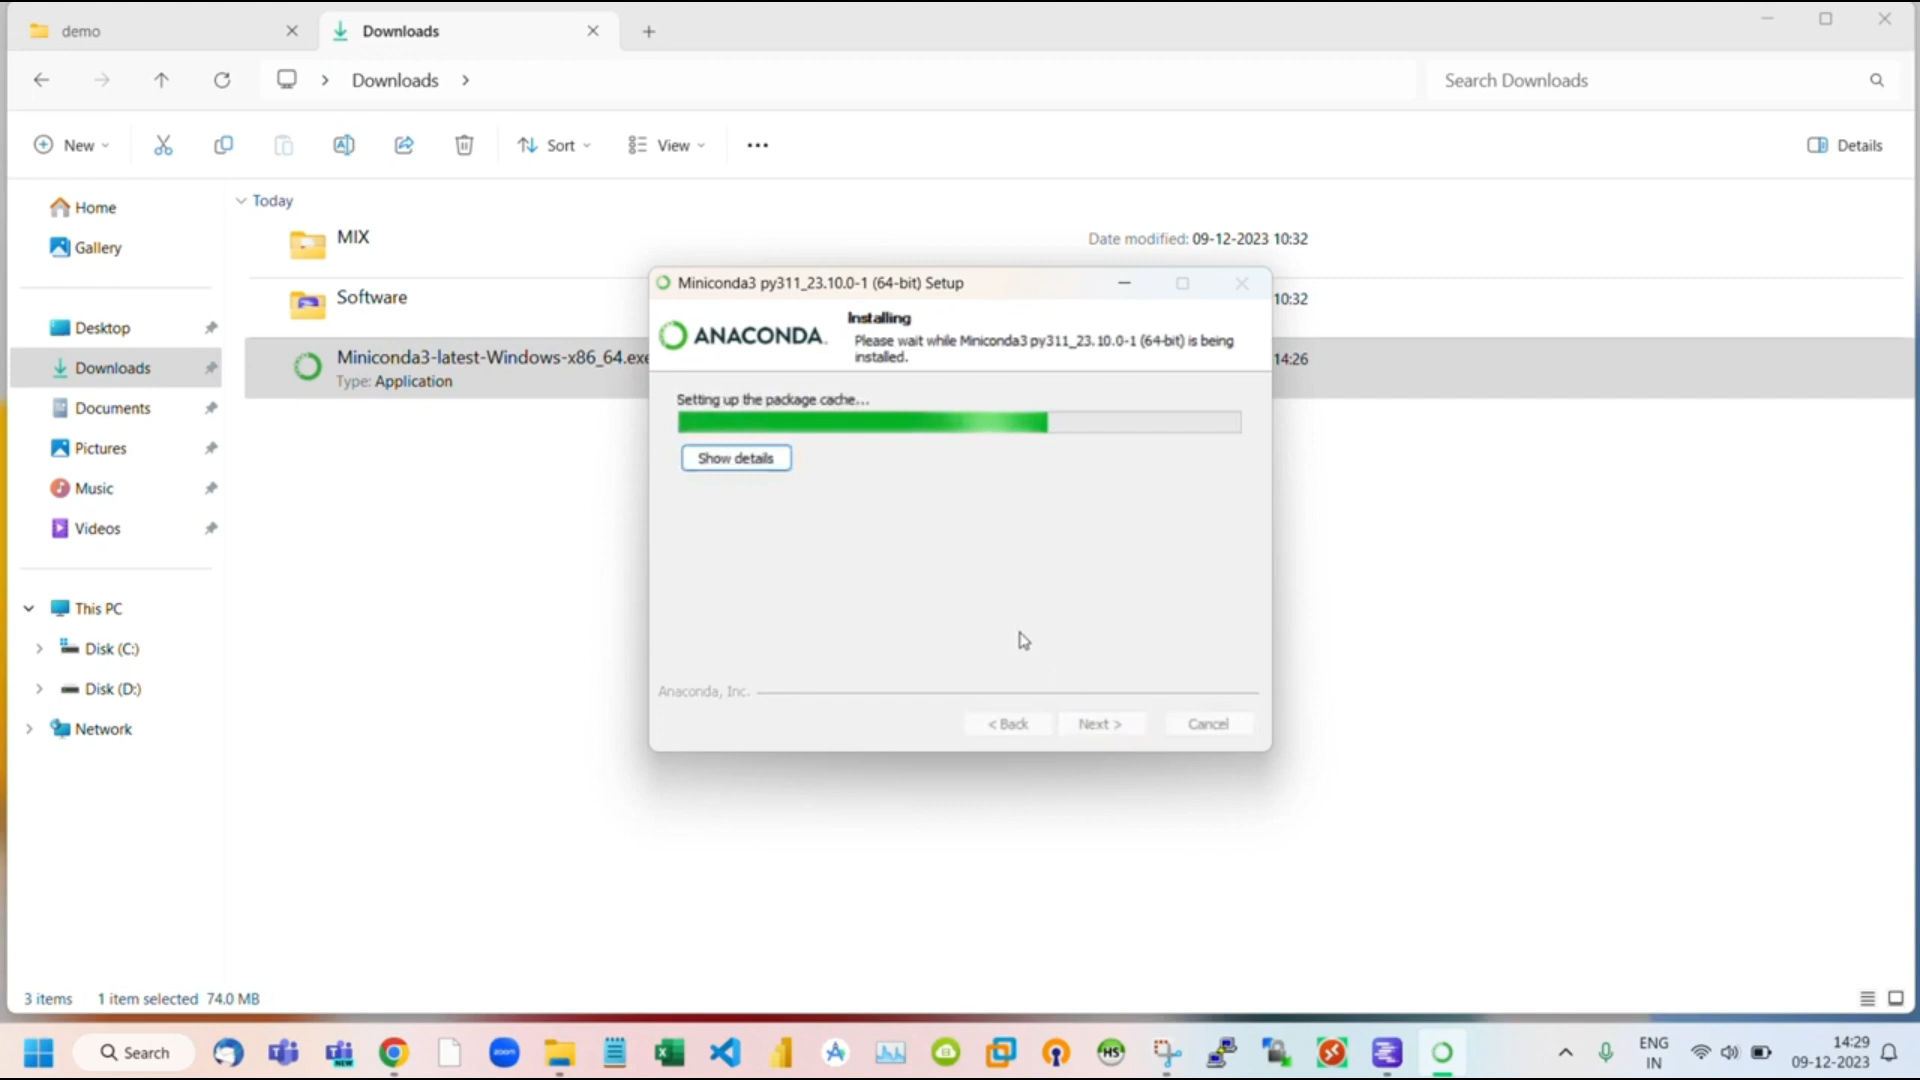 demo
Downloads
Downloads
Search Downloads
New
Sort
View
Details
Home
Gallery
Desktop
Downloads
Documents
Pictures
Music
Videos
This PC
Disk (C:)
Disk (D:)
Network
Today
MIX
Date modified: 09-12-2023 10:32
Software
10:32
Miniconda3-latest-Windows-x86_64.exe
14:26
Type: Application
Miniconda3 py311_23.10.0-1 (64-bit) Setup
ANACONDA.
Installing
Please wait while Miniconda3 py311_23.10.0-1 (64-bit) is being
installed.
Setting up the package cache...
Show details
Anaconda, Inc.
< Back
Next >
Cancel
3 items
1 item selected 74.0 MB
Search
NEW
zoom
HS
ENG
IN
14:29
09-12-2023